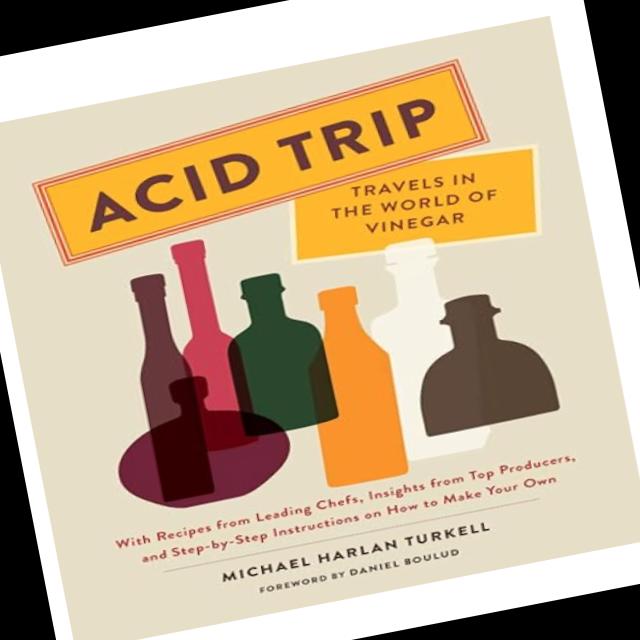 ACID TRIP
TRAVELS IN
THE WORLD OF
VINEGAR
With Recipes from Leading Chefs, Insights from Top Producers,
and Step-by-Step Instructions on How to Make Your Own
MICHAEL HARLAN TURKELL
FOREWORD BY DANIEL BOULUD